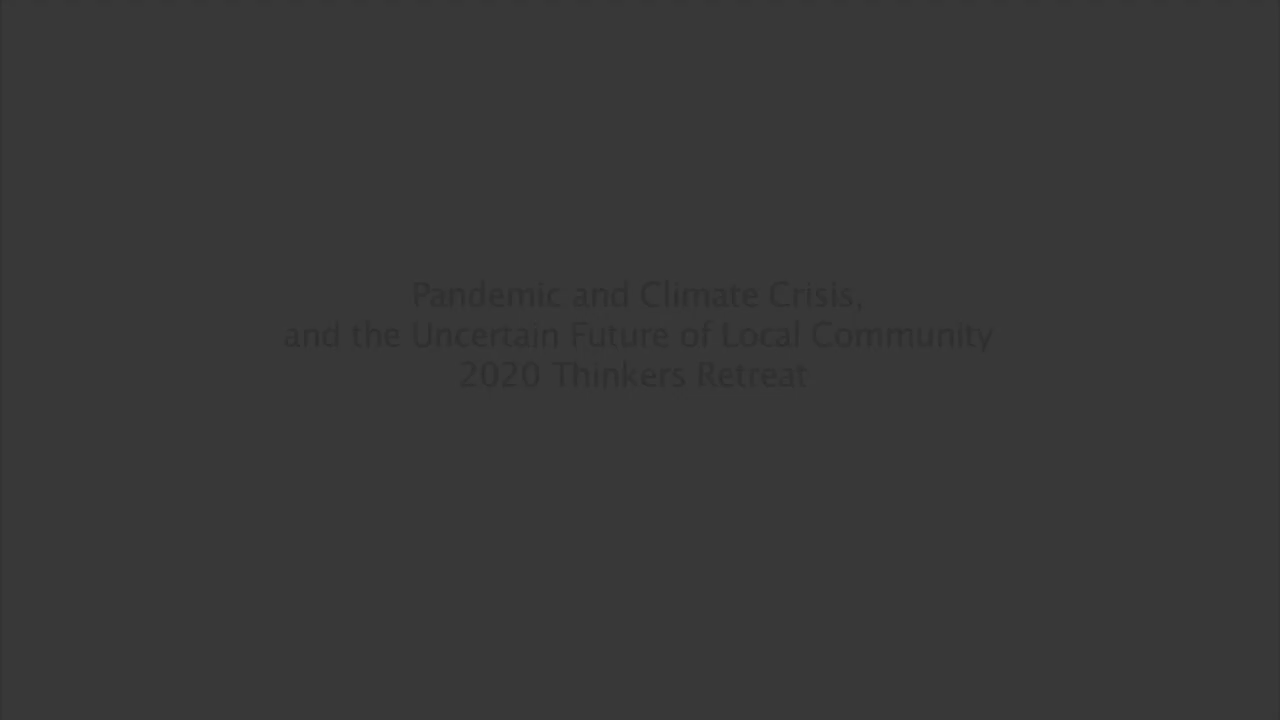 Pandemic and Climate Crisis,
and the Uncertain Future of Local Community
2020 Thinkers Retreat